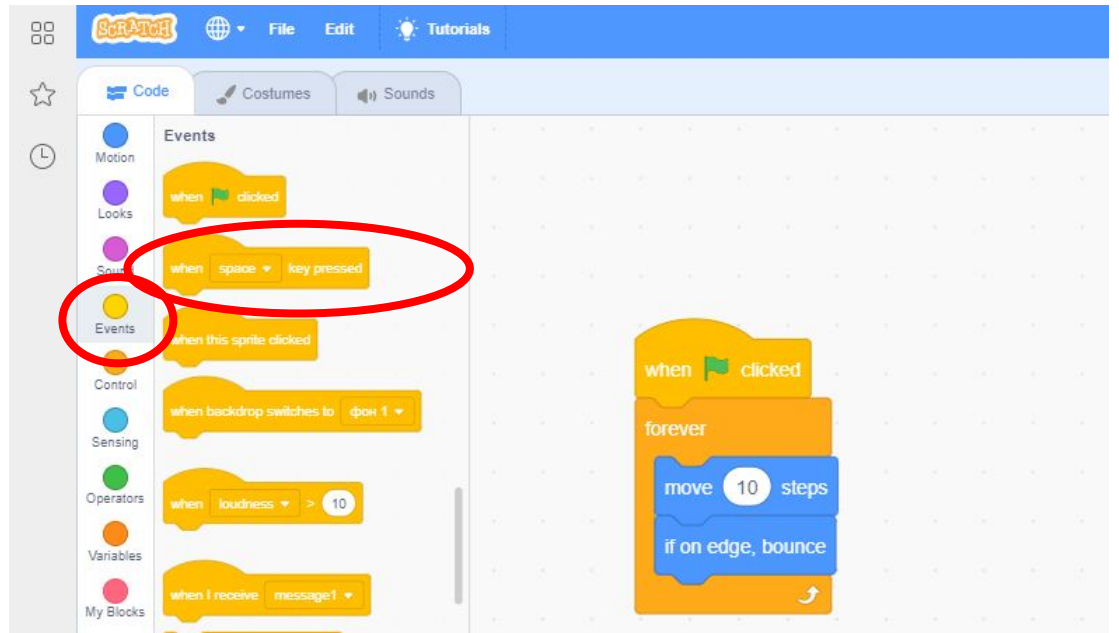 SCRATCH File Edit Tutorials
Code Costumes Sounds
Motion
Looks
Sound
Events
Control
Sensing
Operators
Variables
My Blocks
Events
when clicked
when space key pressed
when this sprite clicked
when backdrop switches to фон 1
when loudness > 10
when I receive message1
when clicked
forever
move 10 steps
if on edge, bounce